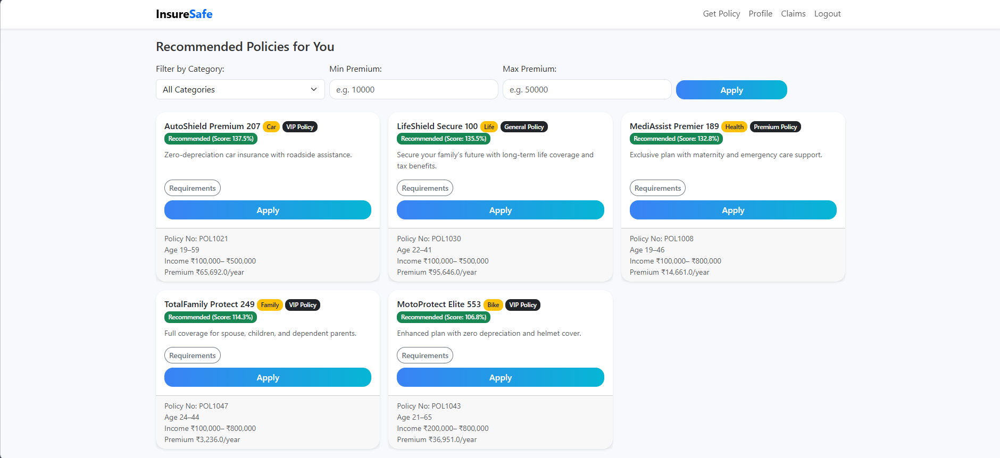 InsureSafe
Get Policy Profile Claims Logout
Recommended Policies for You
Filter by Category: Min Premium: Max Premium:
All Categories e.g. 10000 e.g. 50000 Apply
AutoShield Premium 207 Car VIP Policy
Recommended (Score: 137.5%)
Zero-depreciation car insurance with roadside assistance.
Requirements
Apply
Policy No: POL1021
Age 19–59
Income ₹100,000– ₹500,000
Premium ₹65,692.0/year
LifeShield Secure 100 Life General Policy
Recommended (Score: 135.5%)
Secure your family's future with long-term life coverage and
tax benefits.
Requirements
Apply
Policy No: POL1030
Age 22–41
Income ₹100,000– ₹500,000
Premium ₹95,646.0/year
MediAssist Premier 189 Health Premium Policy
Recommended (Score: 132.8%)
Exclusive plan with maternity and emergency care support.
Requirements
Apply
Policy No: POL1008
Age 19–46
Income ₹100,000– ₹800,000
Premium ₹14,661.0/year
TotalFamily Protect 249 Family VIP Policy
Recommended (Score: 114.3%)
Full coverage for spouse, children, and dependent parents.
Requirements
Apply
Policy No: POL1047
Age 24–44
Income ₹100,000– ₹800,000
Premium ₹3,236.0/year
MotoProtect Elite 553 Bike VIP Policy
Recommended (Score: 106.8%)
Enhanced plan with zero depreciation and helmet cover.
Requirements
Apply
Policy No: POL1043
Age 21–65
Income ₹200,000– ₹800,000
Premium ₹36,951.0/year